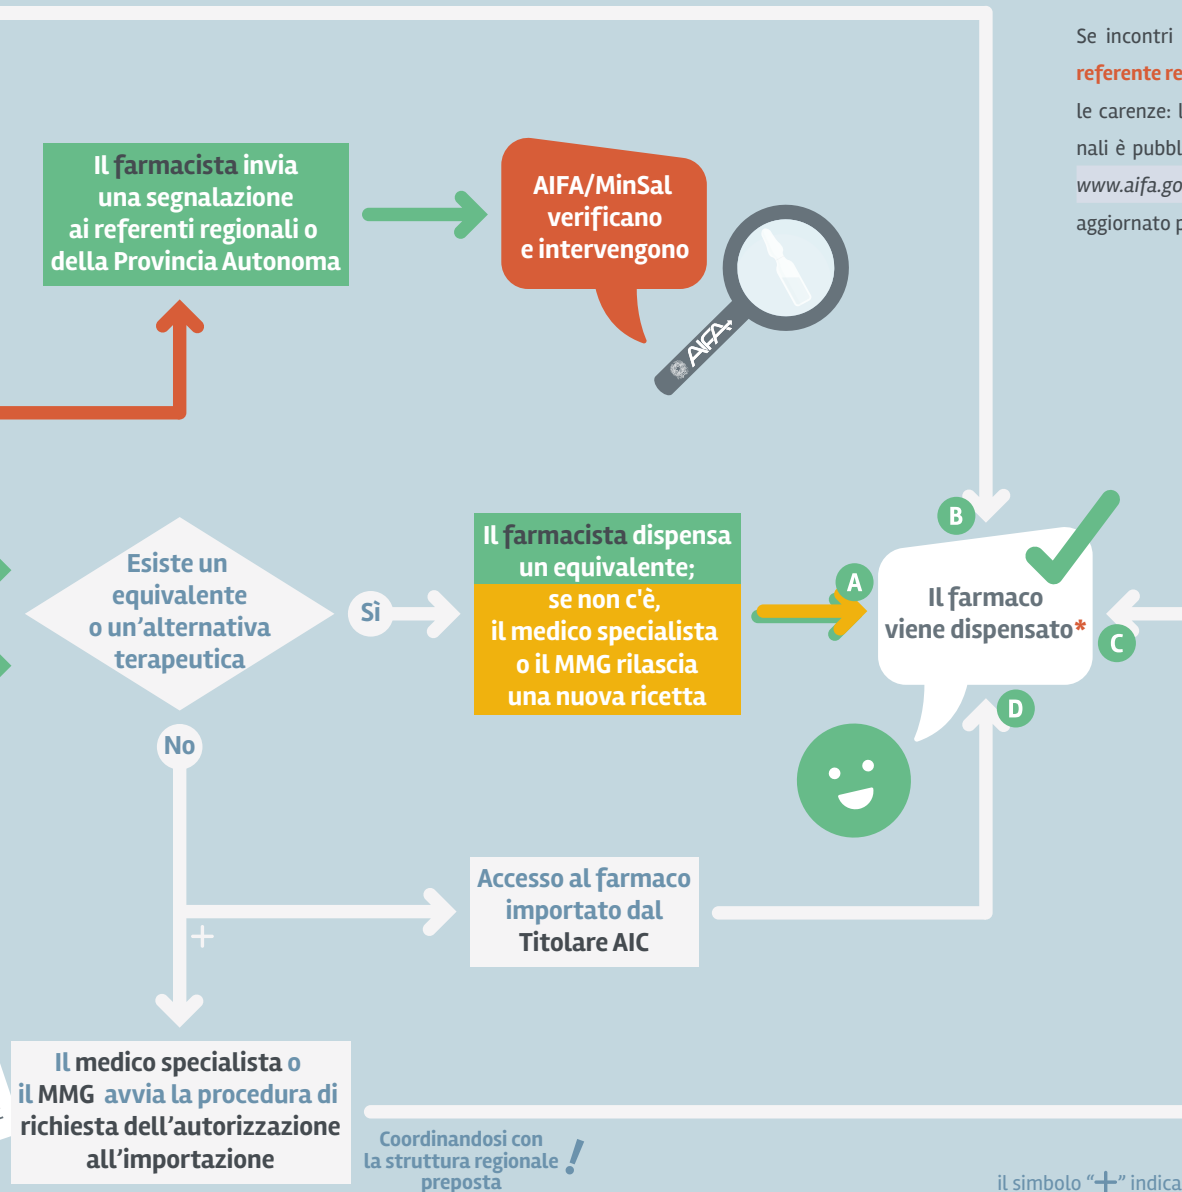 Se incontri
referente re
le carenze: l
nali è pubbl
www.aifa.go
aggiornato p
Il farmacista invia
una segnalazione
ai referenti regionali o
della Provincia Autonoma
AIFA/MinSal
verificano
e intervengono
AIFA
Esiste un
equivalente
o un’alternativa
terapeutica
Sì
No
Il farmacista dispensa
un equivalente;
se non c'è,
il medico specialista
o il MMG rilascia
una nuova ricetta
A
B
C
D
Il farmaco
viene dispensato*
+
Accesso al farmaco
importato dal
Titolare AIC
Il medico specialista o
il MMG avvia la procedura di
richiesta dell’autorizzazione
all’importazione
Coordinandosi con
la struttura regionale
preposta
!
il simbolo “+” indica